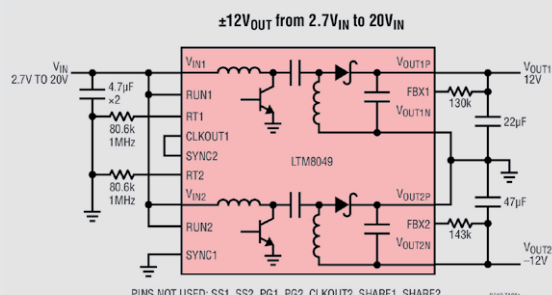 ±12VOUT from 2.7VIN to 20VIN
VIN
2.7V TO 20V
4.7µF
×2
80.6k
1MHz
80.6k
1MHz
VIN1
RUN1
RT1
CLKOUT1
SYNC2
RT2
VIN2
RUN2
SYNC1
LTM8049
VOUT1P
FBX1
VOUT1N
VOUT2P
FBX2
VOUT2N
130k
143k
VOUT1
12V
22µF
47µF
VOUT2
–12V
PINS NOT USED: SS1, SS2, PG1, PG2, CLKOUT2, SHARE1, SHARE2